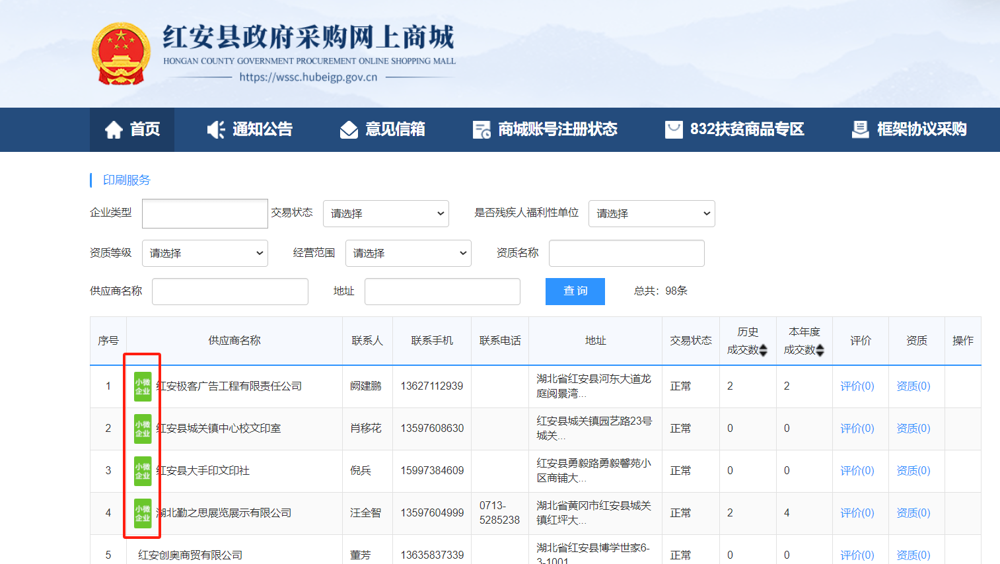 红安县政府采购网上商城
HONGAN COUNTY GOVERNMENT PROCUREMENT ONLINE SHOPPING MALL
https://wssc.hubeigp.gov.cn
首页 通知公告 意见信箱 商城账号注册状态 832扶贫商品专区 框架协议采购
印刷服务
企业类型 交易状态 请选择 是否残疾人福利性单位 请选择
资质等级 请选择 经营范围 请选择 资质名称
供应商名称 地址 查 询 总共：98条
序号 供应商名称 联系人 联系手机 联系电话 地址 交易状态 历史 成交数 本年度 成交数 评价 资质 操作
1 小微 企业 红安极客广告工程有限责任公司 阙建鹏 13627112939 湖北省红安县河东大道龙 庭阅景湾... 正常 2 2 评价(0) 资质(0)
2 小微 企业 红安县城关镇中心校文印室 肖移花 13597608630 红安县城关镇园艺路23号 城关... 正常 0 0 评价(0) 资质(0)
3 小微 企业 红安县大手印文印社 倪兵 15997384609 红安县勇毅路勇毅馨苑小 区商铺大... 正常 0 0 评价(0) 资质(0)
4 小微 企业 湖北勤之思展览展示有限公司 汪全智 13597604999 0713- 5285238 湖北省黄冈市红安县城关 镇红坪大... 正常 2 4 评价(0) 资质(0)
5 红安创奥商贸有限公司 董芳 13635837339 湖北省红安县博学世家6- 3-1001 正常 0 0 评价(0) 资质(0)